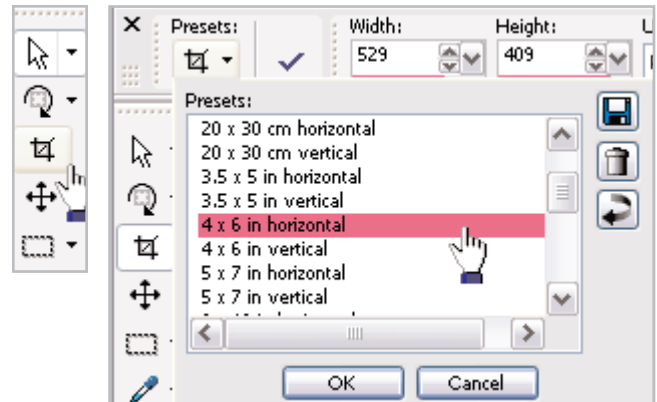 Presets:
Width:
Height:
529
409
Presets:
20 x 30 cm horizontal
20 x 30 cm vertical
3.5 x 5 in horizontal
3.5 x 5 in vertical
4 x 6 in horizontal
4 x 6 in vertical
5 x 7 in horizontal
5 x 7 in vertical
OK
Cancel